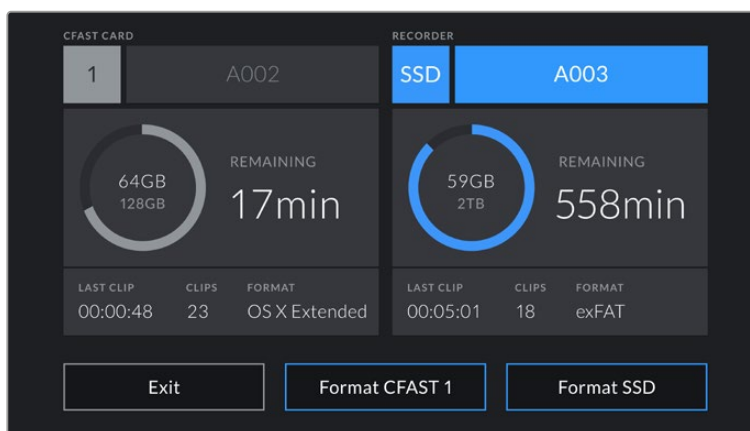 CFAST CARD
1
A002
64GB
128GB
REMAINING
17min
LAST CLIP
CLIPS
FORMAT
00:00:48
23
OS X Extended
RECORDER
SSD
A003
59GB
2TB
REMAINING
558min
LAST CLIP
CLIPS
FORMAT
00:05:01
18
exFAT
Exit
Format CFAST 1
Format SSD